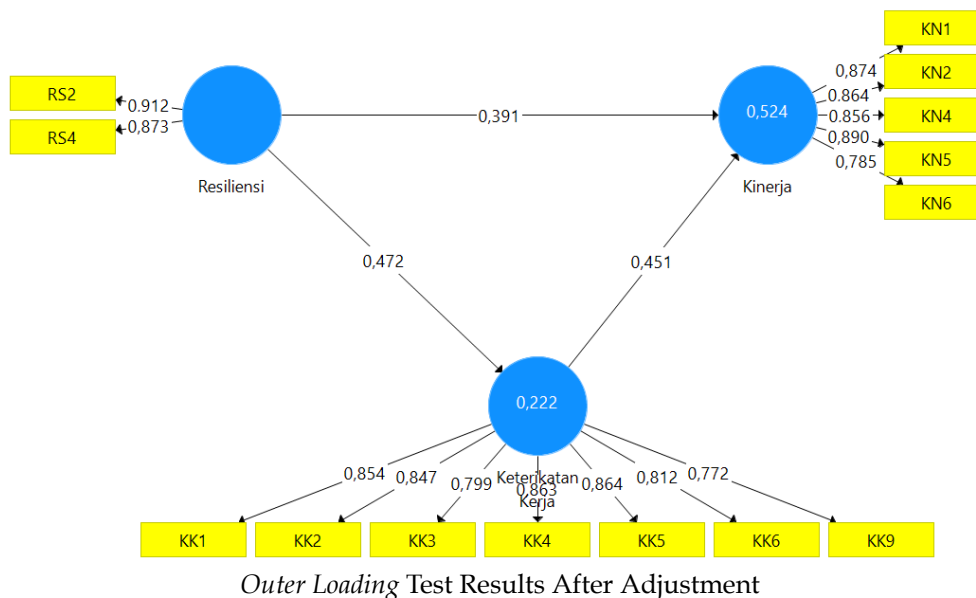 KN1
0,874
KN2
RS2
0.912
0.864
0,391
0,524
0.856
KN4
RS4
0,873
0,890
0,785
KN5
Resiliensi
Kinerja
KN6
0,472
0,451
0,222
0,854
0,847
0,799
Keterikatan
0,863
0,864
0,812
0,772
Kerja
KK1
KK2
KK3
KK4
KK5
KK6
KK9
Outer Loading Test Results After Adjustment